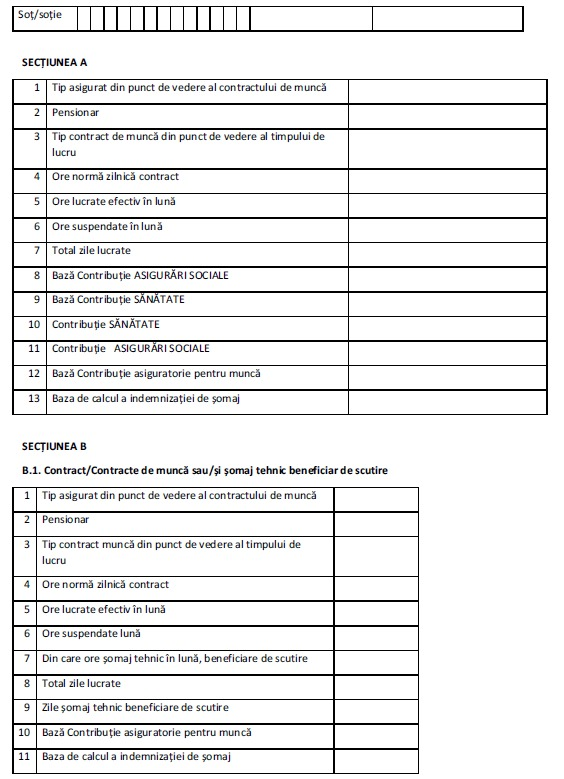 Soț/soție
SECȚIUNEA A
1 Tip asigurat din punct de vedere al contractului de muncă
2 Pensionar
3 Tip contract de muncă din punct de vedere al timpului de
lucru
4 Ore normă zilnică contract
5 Ore lucrate efectiv în lună
6 Ore suspendate în lună
7 Total zile lucrate
8 Bază Contribuție ASIGURĂRI SOCIALE
9 Bază Contribuție SĂNĂTATE
10 Contribuție SĂNĂTATE
11 Contribuție ASIGURĂRI SOCIALE
12 Bază Contribuție asiguratorie pentru muncă
13 Baza de calcul a indemnizației de șomaj
SECȚIUNEA B
B.1. Contract/Contracte de muncă sau/și șomaj tehnic beneficiar de scutire
1 Tip asigurat din punct de vedere al contractului de muncă
2 Pensionar
3 Tip contract muncă din punct de vedere al timpului de
lucru
4 Ore normă zilnică contract
5 Ore lucrate efectiv în lună
6 Ore suspendate lună
7 Din care ore șomaj tehnic în lună, beneficiare de scutire
8 Total zile lucrate
9 Zile șomaj tehnic beneficiare de scutire
10 Bază Contribuție asiguratorie pentru muncă
11 Baza de calcul a indemnizației de șomaj